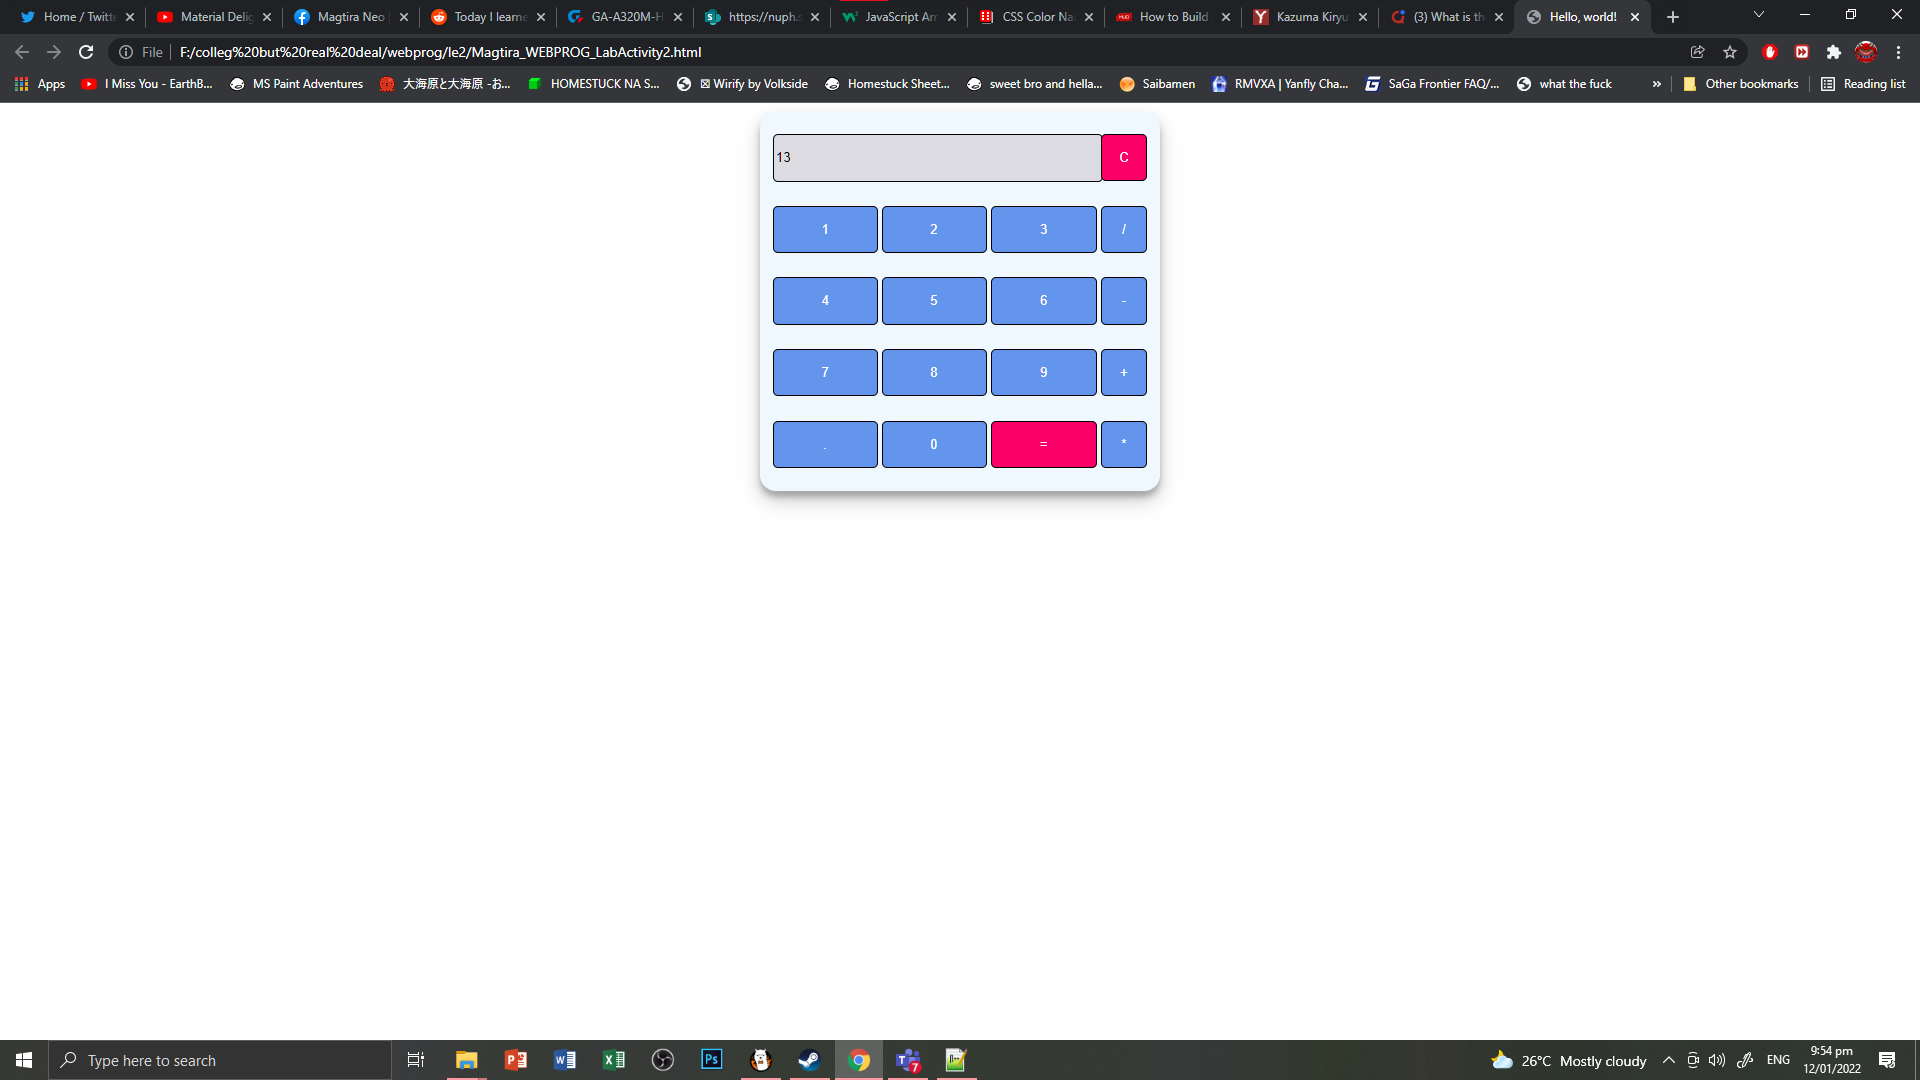 Home / Twitte
Material Delig
Magtira Neo
Today I learne
GA-A320M-H
https://nuph.s
JavaScript Arr
CSS Color Na
How to Build
Kazuma Kiryu
(3) What is th
Hello, world!
File F:/colleg%20but%20real%20deal/webprog/le2/Magtira_WEBPROG_LabActivity2.html
Apps
I Miss You - EarthB...
MS Paint Adventures
大海原と大海原 -お...
HOMESTUCK NA S...
⊠ Wirify by Volkside
Homestuck Sheet...
sweet bro and hella...
Saibamen
RMVXA | Yanfly Cha...
SaGa Frontier FAQ/...
what the fuck
»
Other bookmarks
Reading list
13 C
1 2 3 /
4 5 6 -
7 8 9 +
. 0 = *
Type here to search
Ps
7
26°C Mostly cloudy
ENG
9:54 pm
12/01/2022